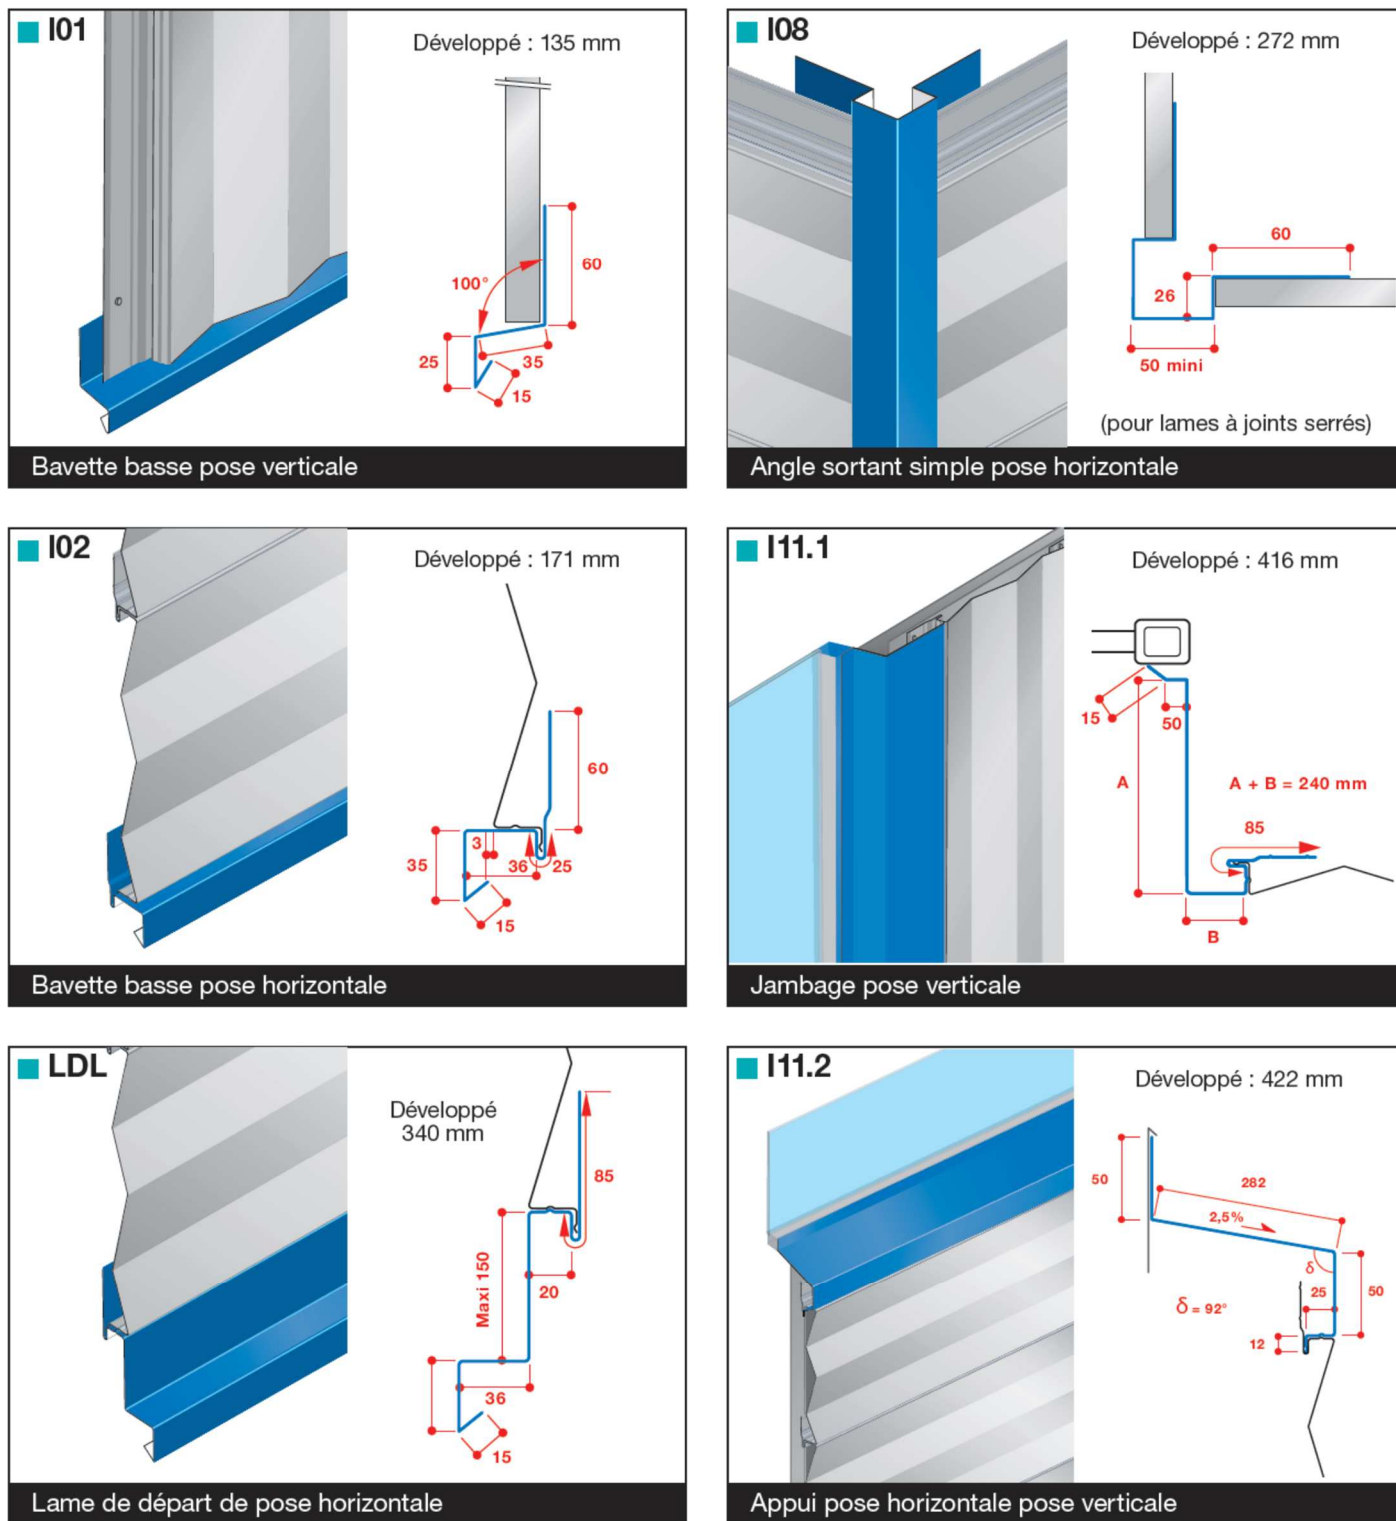 I01
Développé : 135 mm
100°
60
25
35
15
Bavette basse pose verticale
I08
Développé : 272 mm
60
26
50 mini
(pour lames à joints serrés)
Angle sortant simple pose horizontale
I02
Développé : 171 mm
60
3
35
36
25
15
Bavette basse pose horizontale
I11.1
Développé : 416 mm
15
50
A
A + B = 240 mm
85
B
Jambage pose verticale
LDL
Développé
340 mm
85
Maxi 150
20
36
15
Lame de départ de pose horizontale
I11.2
Développé : 422 mm
50
282
2,5%
δ
25
50
δ = 92°
12
Appui pose horizontale pose verticale